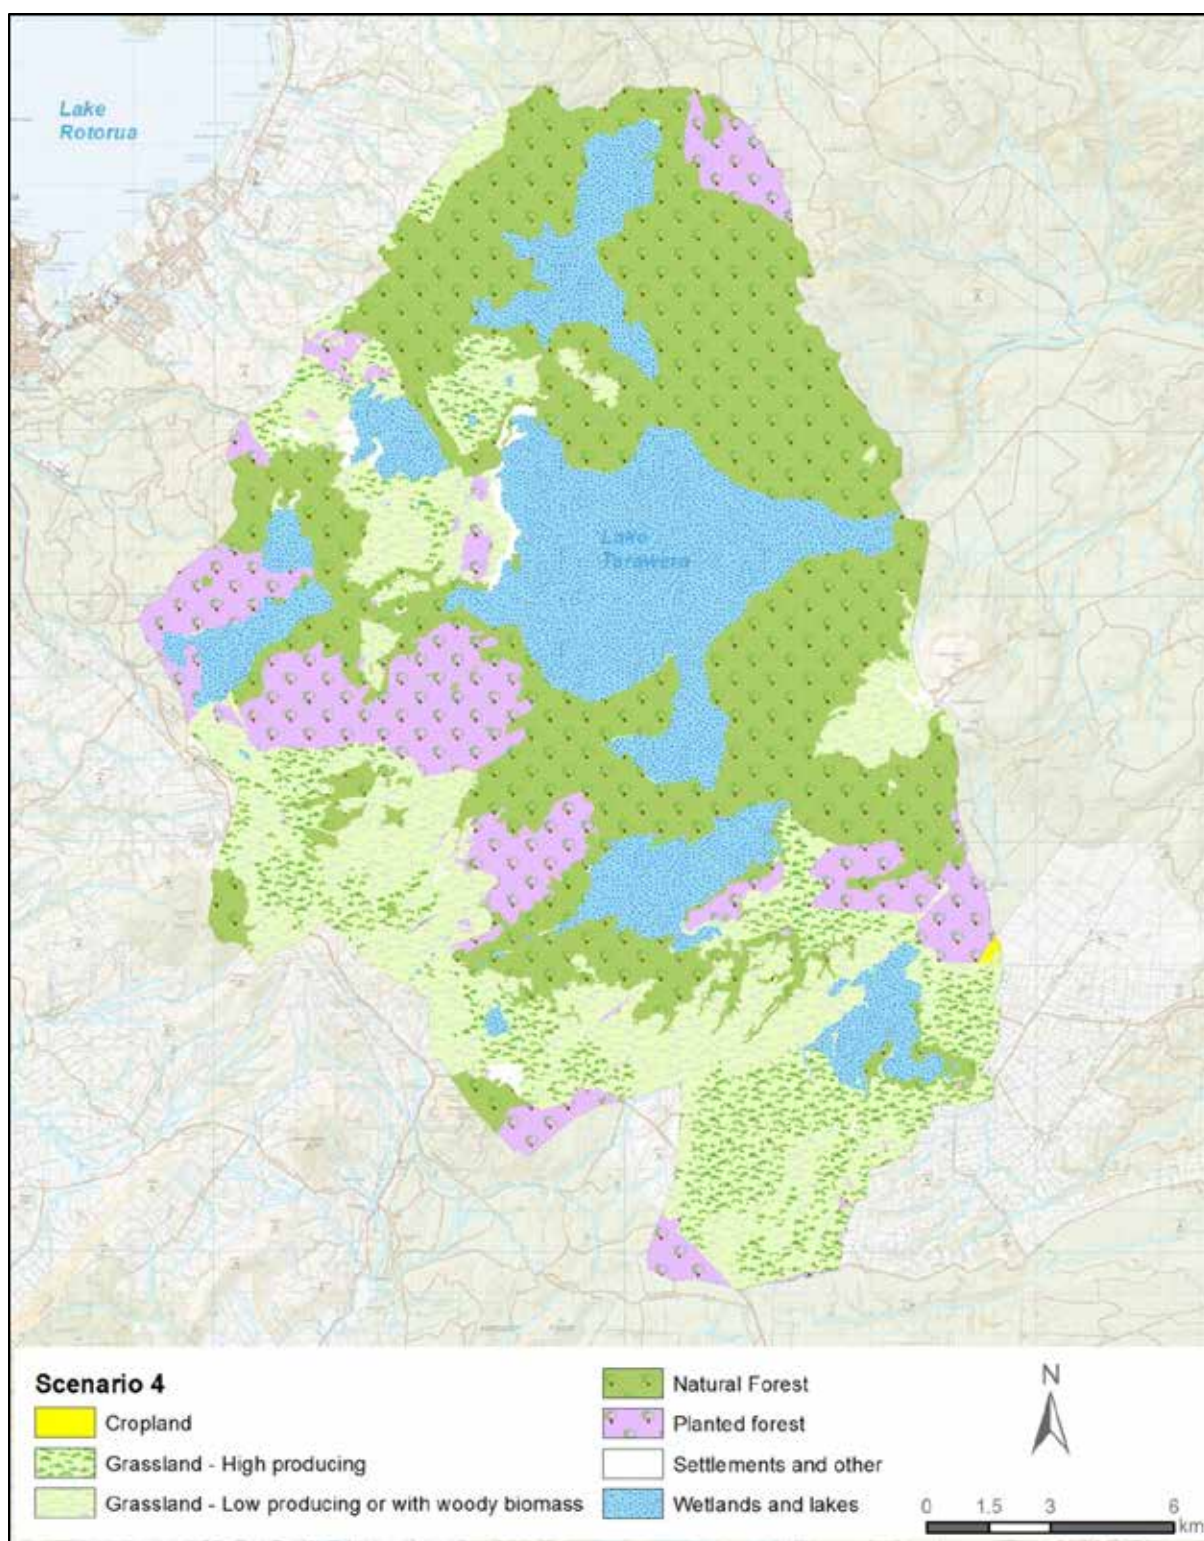 Lake
Rotorua
Lake
Tarawera
Scenario 4
Cropland
Grassland - High producing
Grassland - Low producing or with woody biomass
Natural Forest
Planted forest
Settlements and other
Wetlands and lakes
N
0 1.5 3 6
km